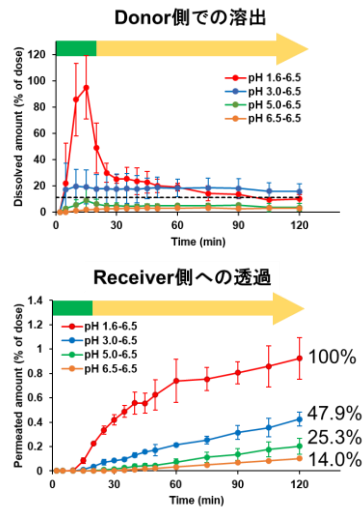 Donor側での溶出
120
100
80
60
40
20
0
Dissolved amount (% of dose)
pH 1.6-6.5
pH 3.0-6.5
pH 5.0-6.5
pH 6.5-6.5
0 30 60 90 120
Time (min)
Receiver側への透過
1.4
1.2
1
0.8
0.6
0.4
0.2
0
Permeated amount (% of dose)
pH 1.6-6.5
pH 3.0-6.5
pH 5.0-6.5
pH 6.5-6.5
100%
47.9%
25.3%
14.0%
0 30 60 90 120
Time (min)